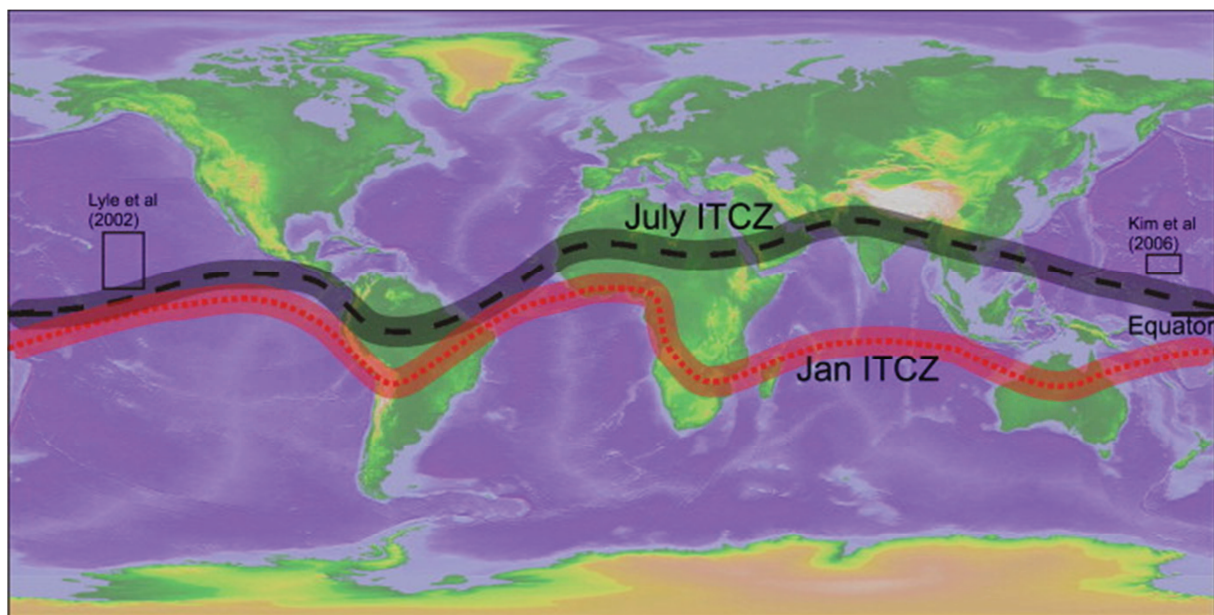 Lyle et al
(2002)
July ITCZ
Kim et al
(2006)
Equator
Jan ITCZ